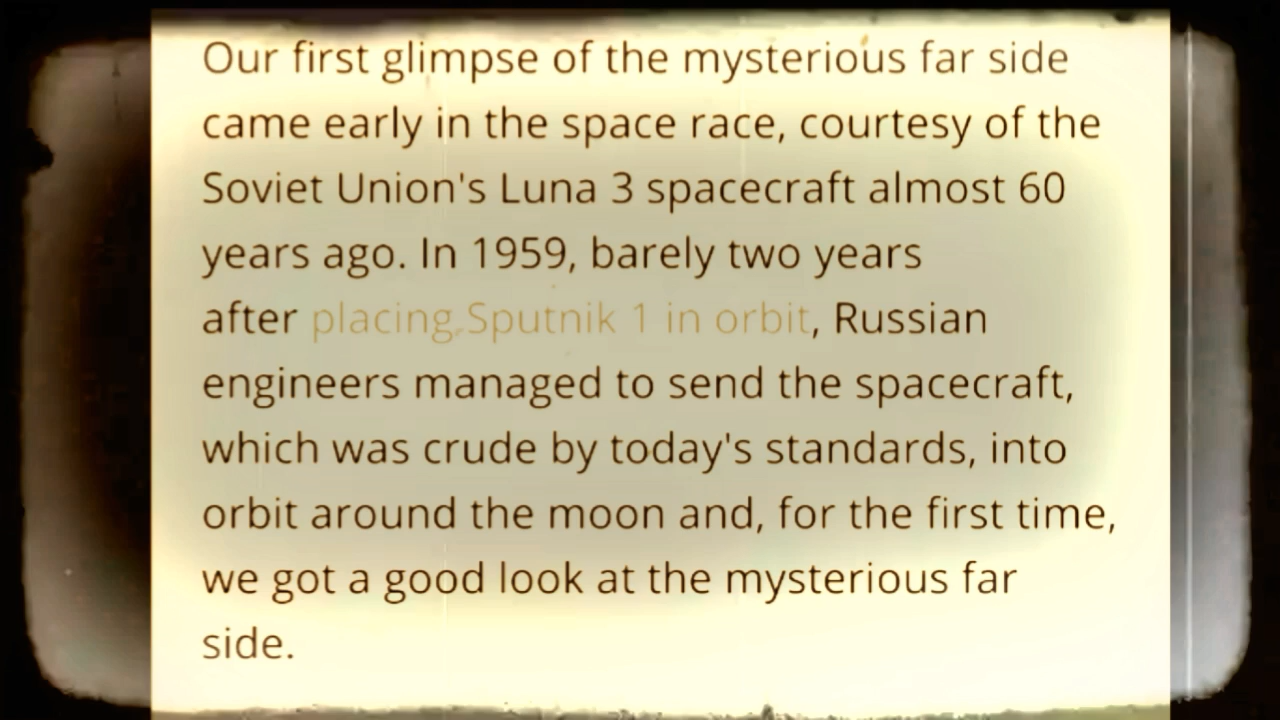 Our first glimpse of the mysterious far side
came early in the space race, courtesy of the
Soviet Union's Luna 3 spacecraft almost 60
years ago. In 1959, barely two years
after placing Sputnik 1 in orbit, Russian
engineers managed to send the spacecraft,
which was crude by today's standards, into
orbit around the moon and, for the first time,
we got a good look at the mysterious far
side.